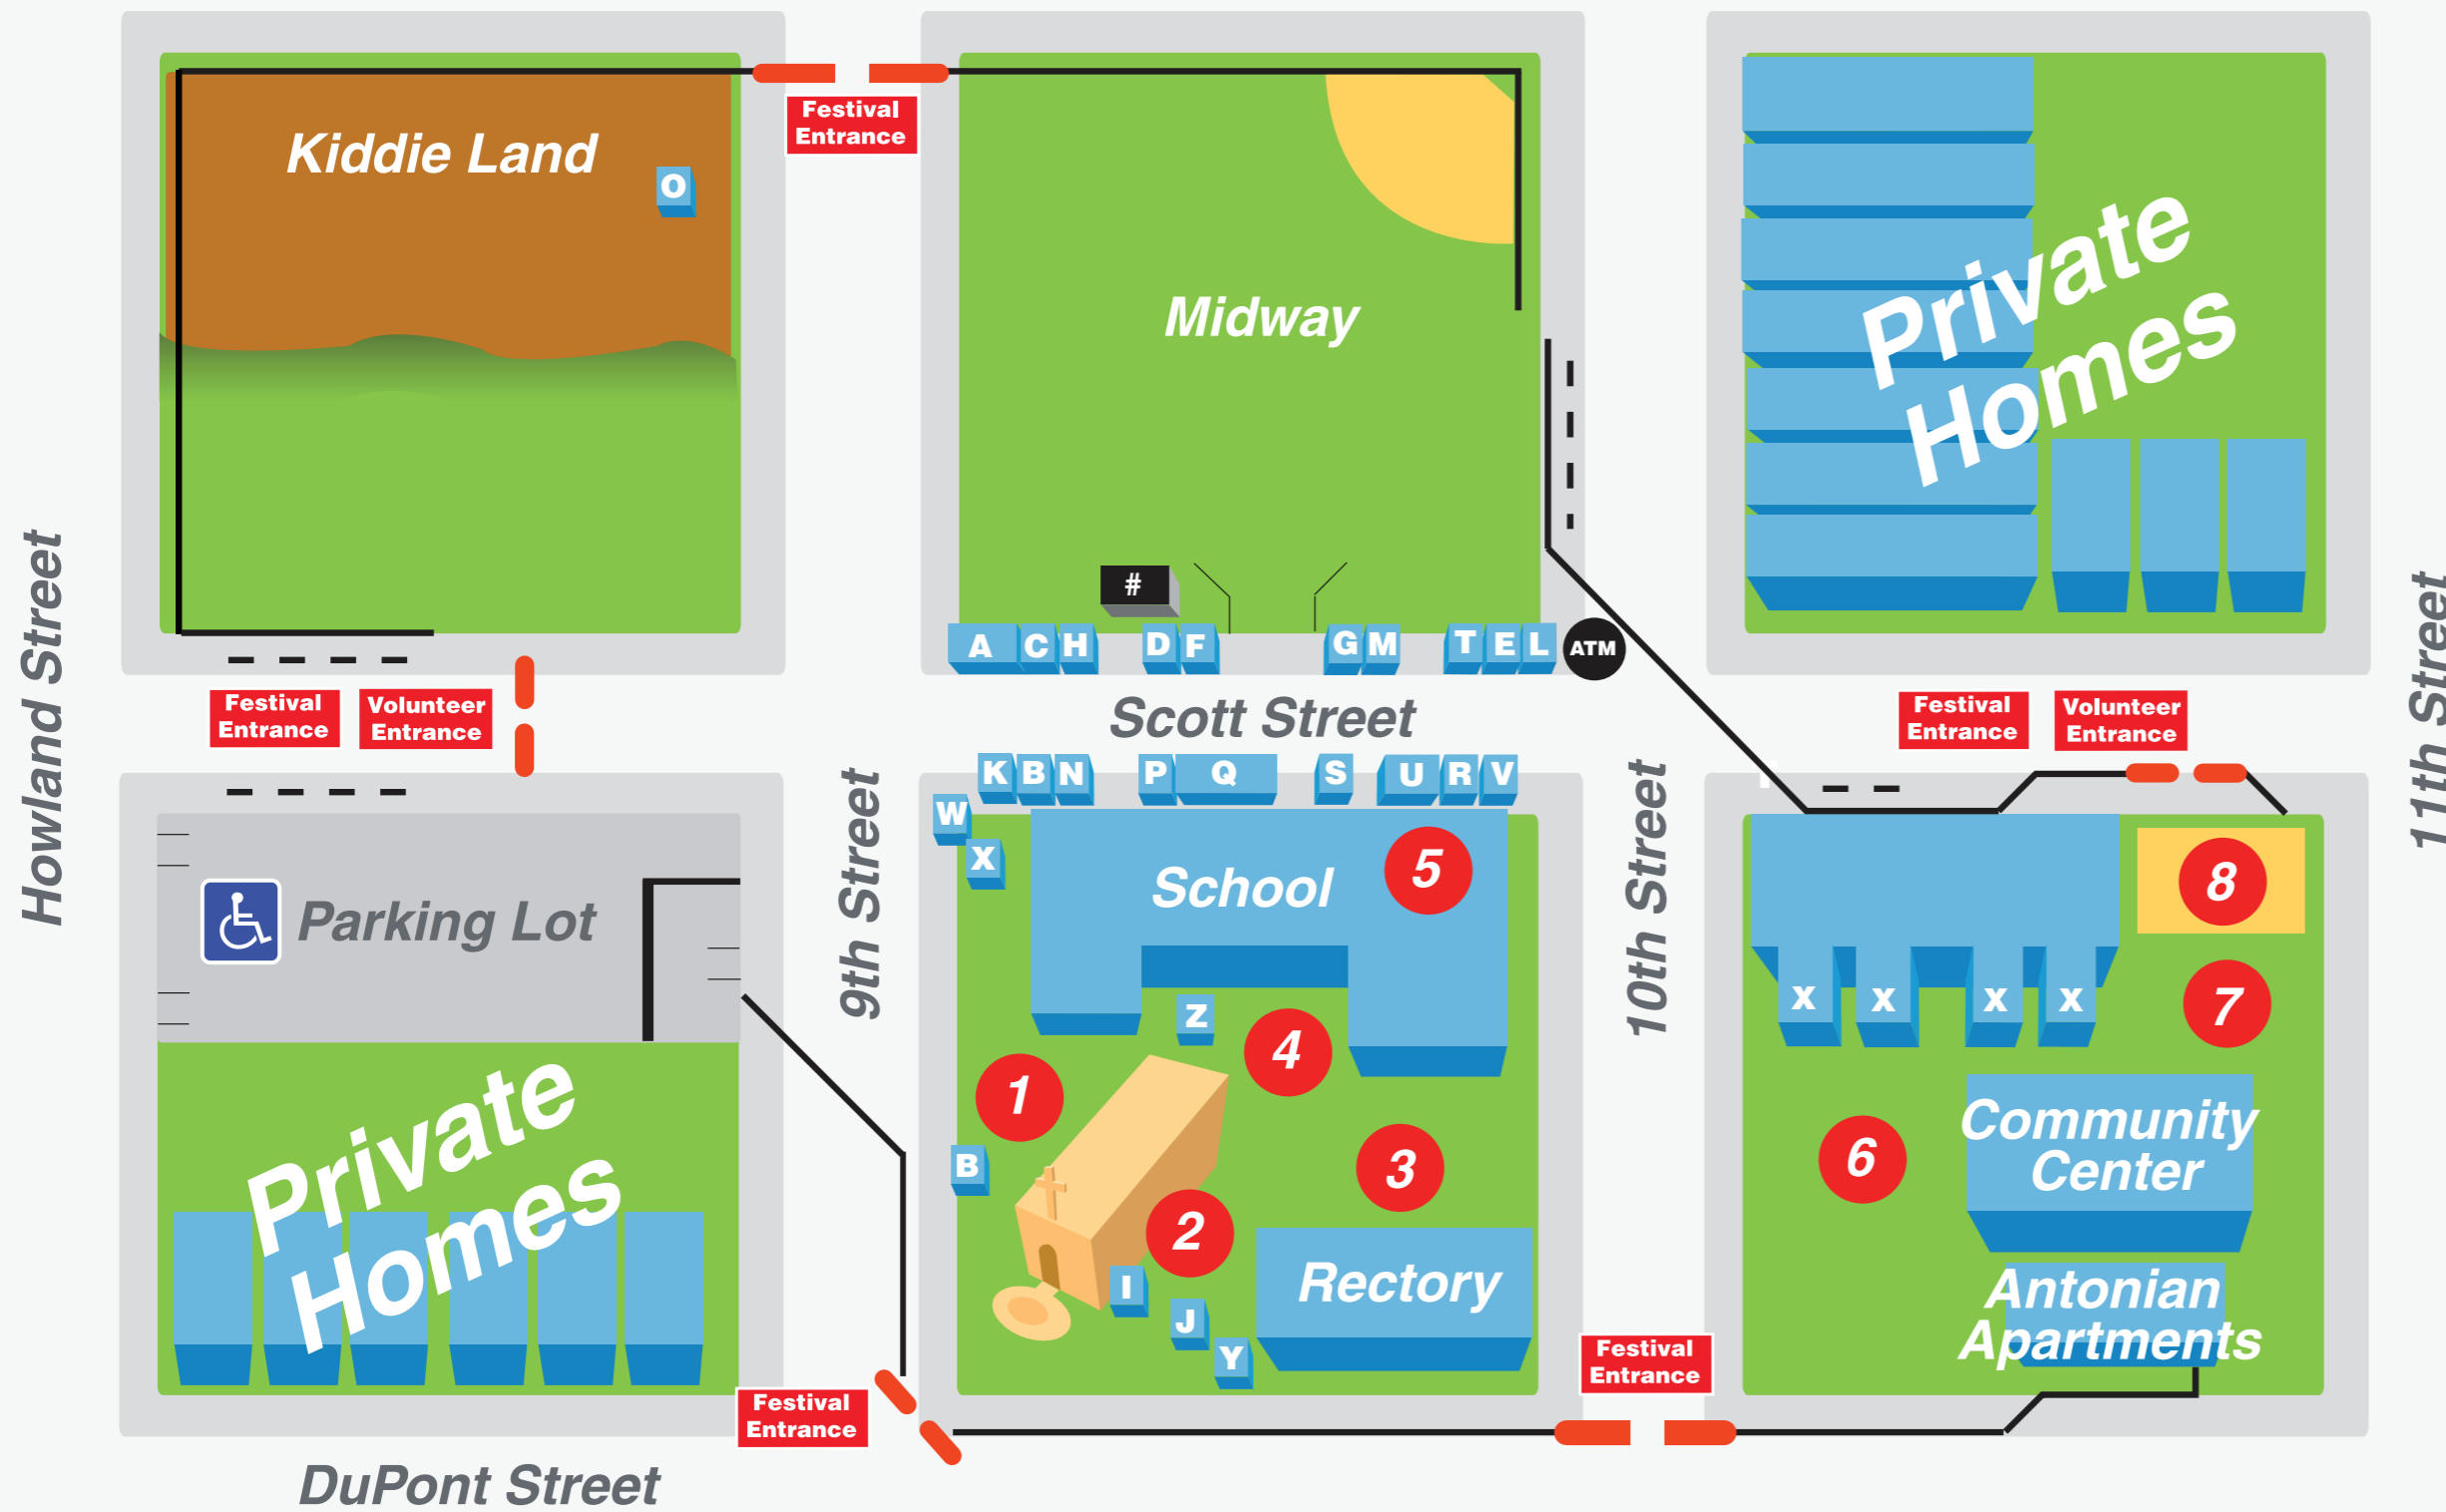 Festival
Entrance
Kiddie Land
O
Midway
Private
Homes
#
A C H D F G M T E L ATM
Howland Street
11th Street
Festival
Entrance
Volunteer
Entrance
Scott Street
Festival
Entrance
Volunteer
Entrance
K B N P Q S U R V
W
X
9th Street
10th Street
Parking Lot
School
5
8
X X X X
7
Z
4
1
3
6
Community
Center
B
2
Private
Homes
I
J
Y
Rectory
Antonian
Apartments
Festival
Entrance
Festival
Entrance
DuPont Street